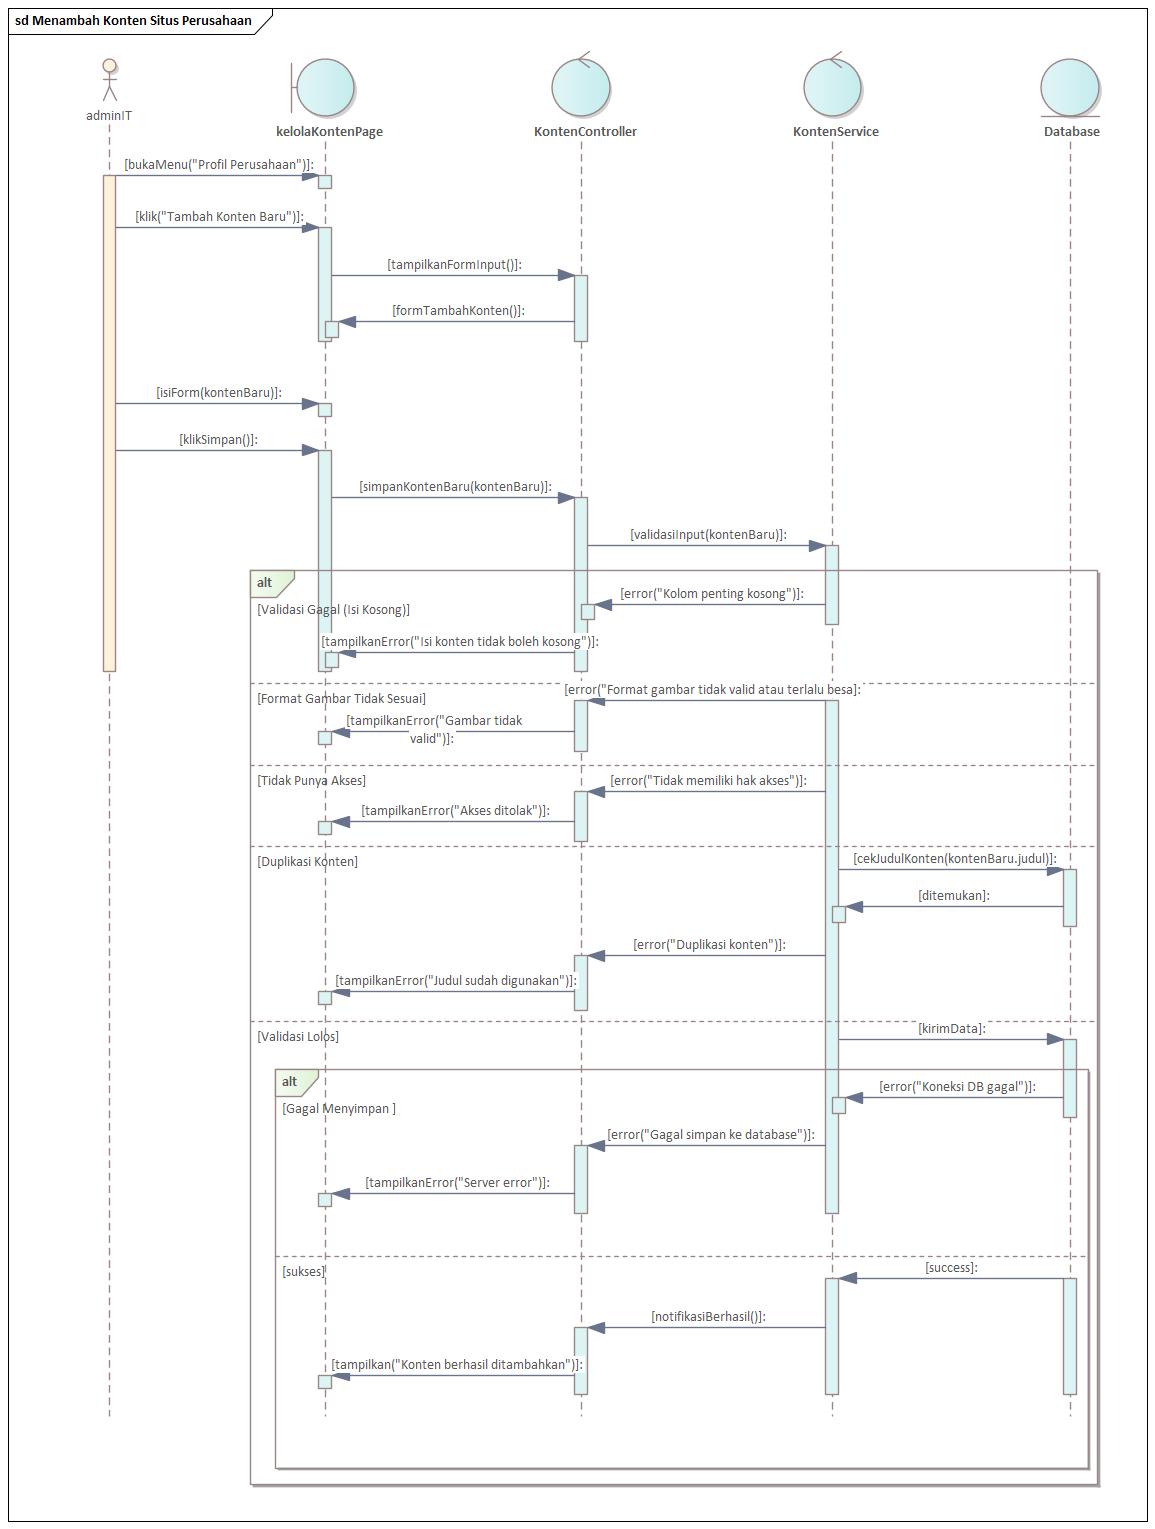 sd Menambah Konten Situs Perusahaan
adminIT
kelolaKontenPage
KontenController
KontenService
Database
[bukaMenu("Profil Perusahaan")]:
[klik("Tambah Konten Baru")]:
[tampilkanFormInput()]:
[formTambahKonten()]:
[isiForm(kontenBaru)]:
[klikSimpan()]:
[simpanKontenBaru(kontenBaru)]:
[validasiInput(kontenBaru)]:
alt
[error("Kolom penting kosong")]:
[Validasi Gagal (Isi Kosong)]
[tampilkanError("Isi konten tidak boleh kosong")]:
[error("Format gambar tidak valid atau terlalu besa]:
[Format Gambar Tidak Sesuai]
[tampilkanError("Gambar tidak
valid")]:
[Tidak Punya Akses]
[error("Tidak memiliki hak akses")]:
[tampilkanError("Akses ditolak")]:
[Duplikasi Konten]
[cekJudulKonten(kontenBaru.judul)]:
[ditemukan]:
[error("Duplikasi konten")]:
[tampilkanError("Judul sudah digunakan")]:
[kirimData]:
[Validasi Lolos]
alt
[error("Koneksi DB gagal")]:
[Gagal Menyimpan ]
[error("Gagal simpan ke database")]:
[tampilkanError("Server error")]:
[sukses]
[success]:
[notifikasiBerhasil()]:
[tampilkan("Konten berhasil ditambahkan")]: